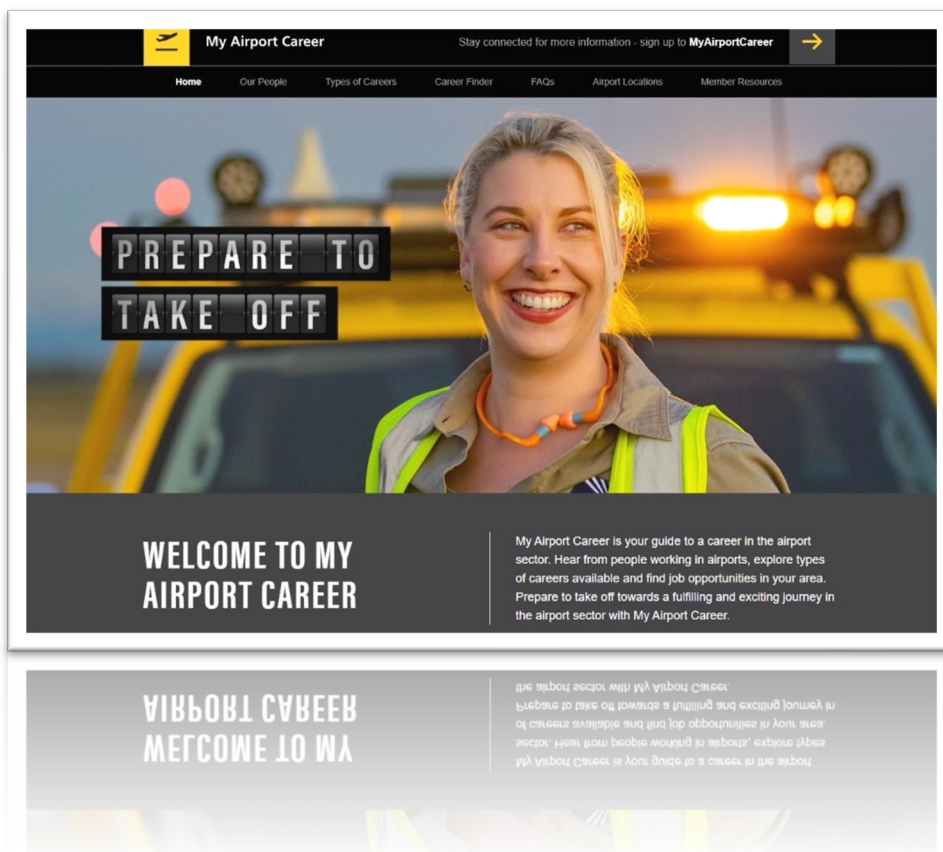 My Airport Career
Stay connected for more information - sign up to MyAirportCareer
Home Our People Types of Careers Career Finder FAQs Airport Locations Member Resources
PREPARE TO
TAKE OFF
WELCOME TO MY
AIRPORT CAREER
My Airport Career is your guide to a career in the airport
sector. Hear from people working in airports, explore types
of careers available and find job opportunities in your area.
Prepare to take off towards a fulfilling and exciting journey in
the airport sector with My Airport Career.